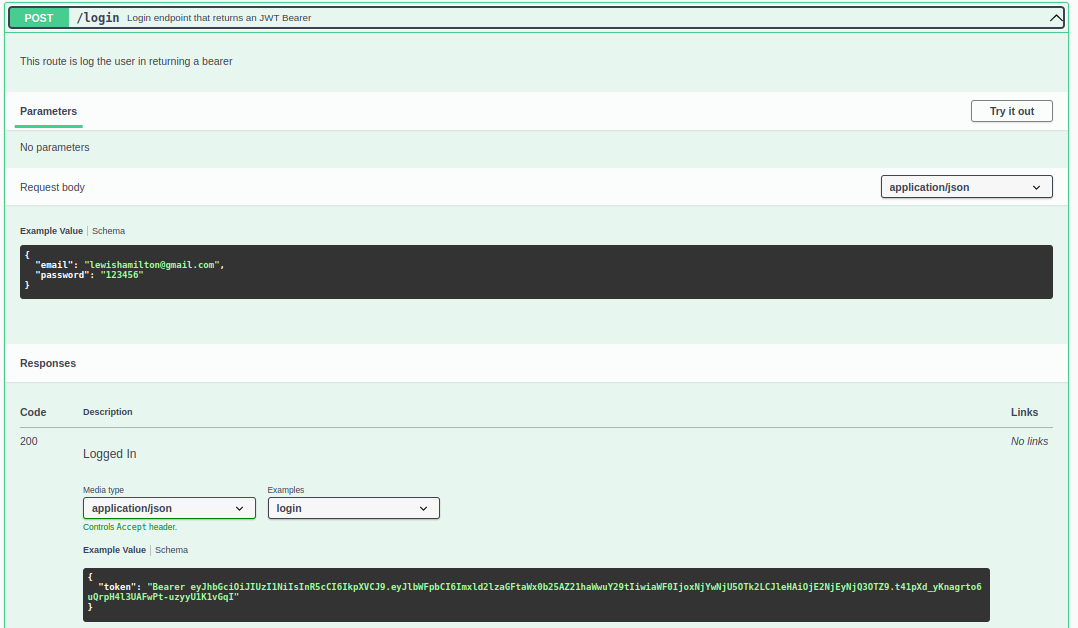 POST /login Login endpoint that returns an JWT Bearer
This route is log the user in returning a bearer
Parameters
Try it out
No parameters
Request body
application/json
Example Value | Schema
{
"email": "lewishamilton@gmail.com",
"password": "123456"
}
Responses
Code Description Links
200 Logged In No links
Media type Examples
application/json login
Controls Accept header.
Example Value | Schema
{
"token": "Bearer eyJhbGciOiJIUzI1NiIsInR5cCI6IkpXVCJ9.eyJlbWFpbCI6Imxld2lzaGFtaWx0b25AZ21haWwuY29tIiwiaWF0IjoxNjYwNjU5OTk2LCJleHAiOjE2NjEyNjQ3OTZ9.t41pXd_yKnagrto6
uQrpH4l3UAFwPt-uzyyU1K1vGqI"
}